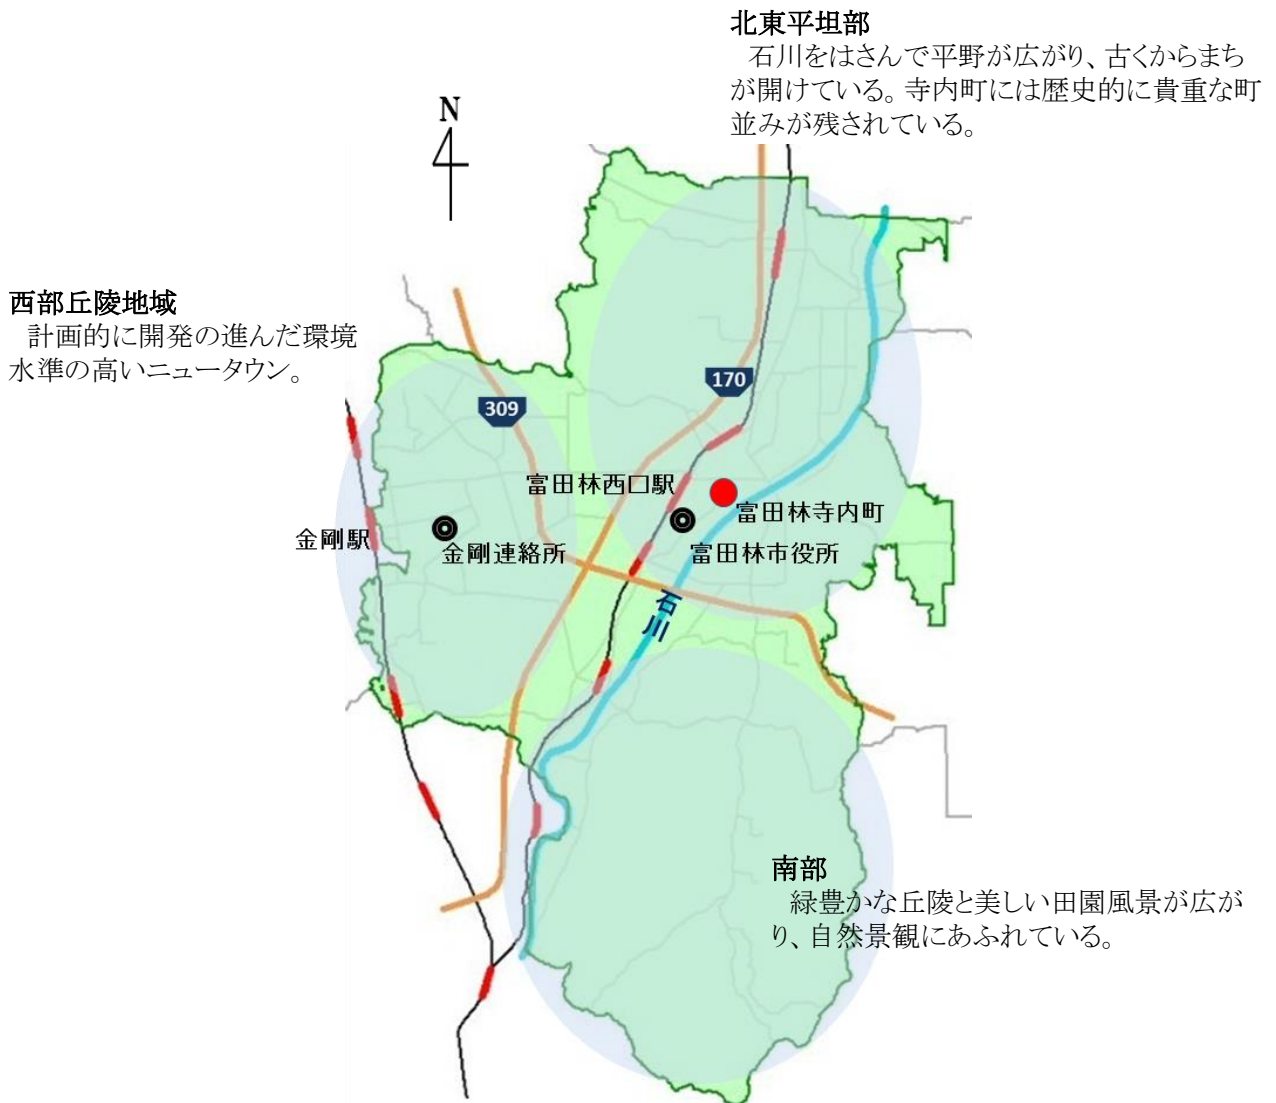 北東平坦部
石川をはさんで平野が広がり、古くからまち
が開けている。寺内町には歴史的に貴重な町
並みが残されている。
N
西部丘陵地域
計画的に開発の進んだ環境
水準の高いニュータウン。
170
309
富田林西口駅
富田林寺内町
金剛駅
金剛連絡所
富田林市役所
石川
南部
緑豊かな丘陵と美しい田園風景が広が
り、自然景観にあふれている。